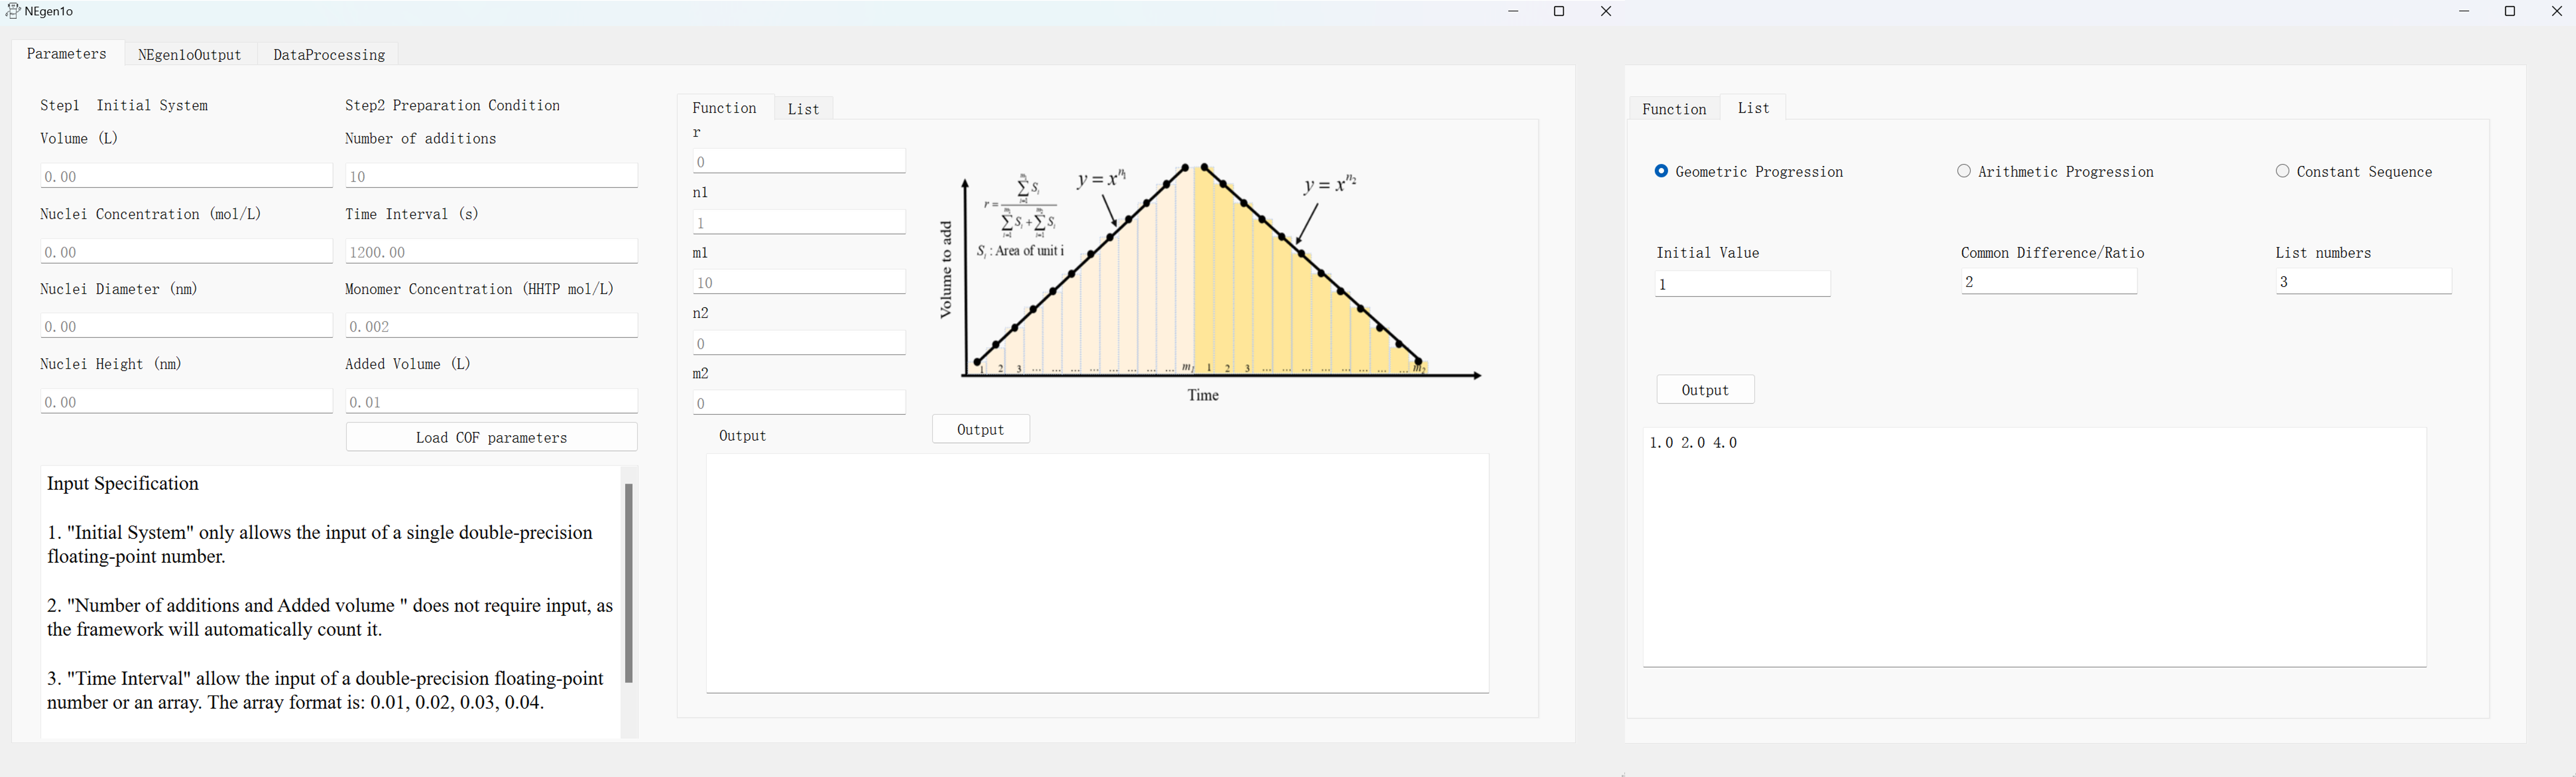 NEgen1o
Parameters
NEgen1oOutput
DataProcessing
Step1 Initial System
Volume (L)
0.00
Nuclei Concentration (mol/L)
0.00
Nuclei Diameter (nm)
0.00
Nuclei Height (nm)
0.00
Step2 Preparation Condition
Number of additions
10
Time Interval (s)
1200.00
Monomer Concentration (HHTP mol/L)
0.002
Added Volume (L)
0.01
Load COF parameters
Input Specification
1. "Initial System" only allows the input of a single double-precision
floating-point number.
2. "Number of additions and Added volume " does not require input, as
the framework will automatically count it.
3. "Time Interval" allow the input of a double-precision floating-point
number or an array. The array format is: 0.01, 0.02, 0.03, 0.04.
Function
List
r
0
n1
1
m1
10
n2
0
m2
0
Output
Volume to add
y = x^{n_1}
y = x^{n_2}
S_i : Area of unit i
1 2 3 ... ... ... ... ... ... ... ... m_1 1 2 3 ... ... ... ... ... ... ... ... m_2
Time
Output
Function
List
Geometric Progression
Arithmetic Progression
Constant Sequence
Initial Value
Common Difference/Ratio
List numbers
1
2
3
Output
1.0 2.0 4.0